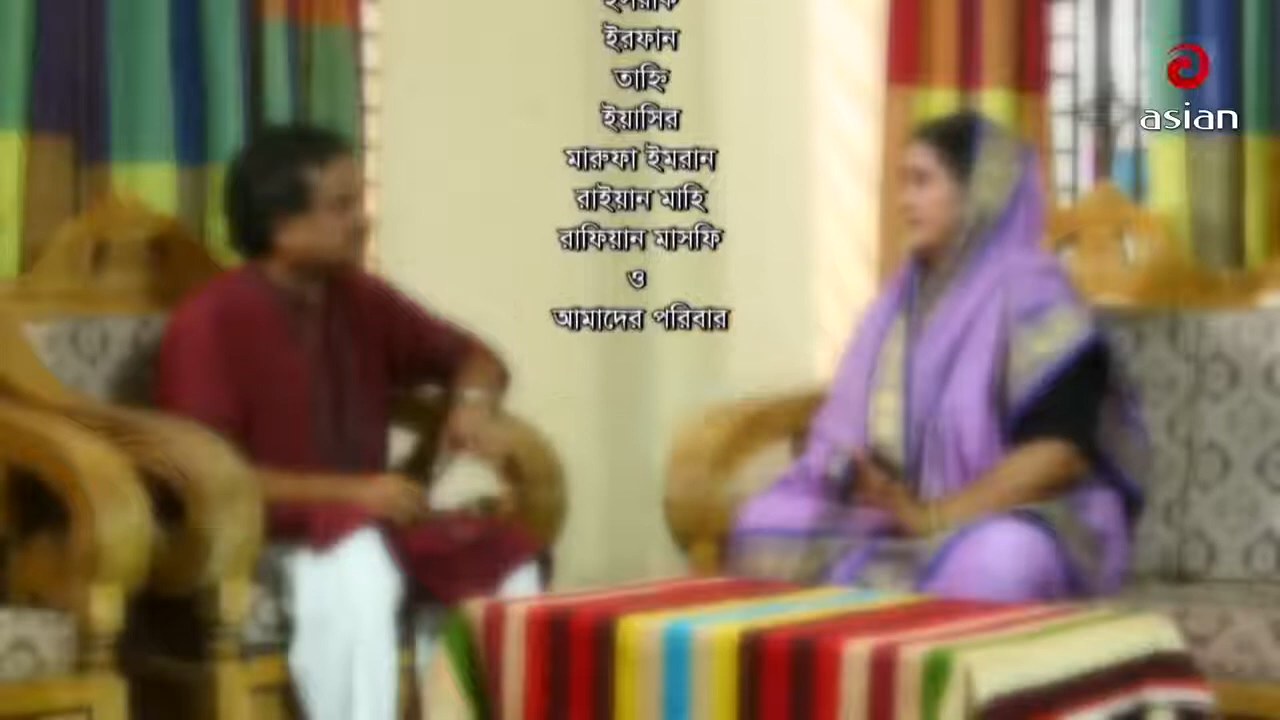 ইরফান
তাহ্নি
ইয়াসির
মারুফা ইমরান
রাইয়ান মাহি
রাফিয়ান মাসফি
ও
আমাদের পরিবার
asian